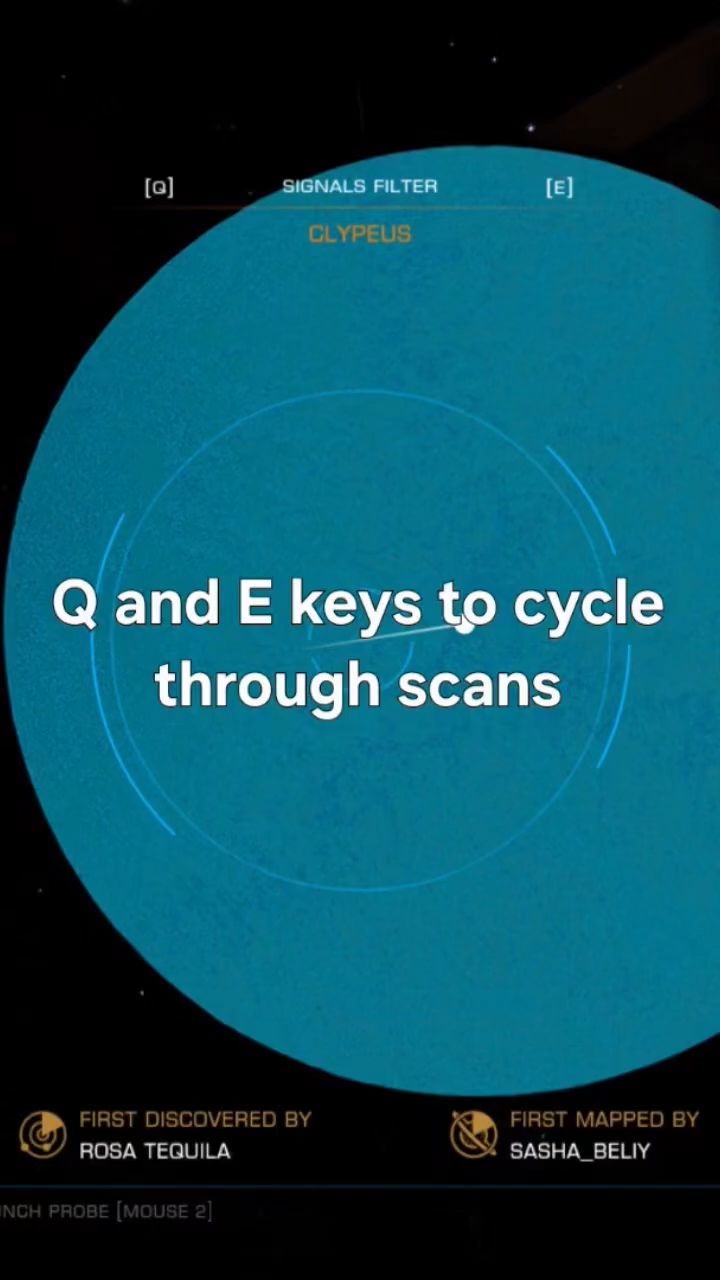 [Q] SIGNALS FILTER [E]
CLYPEUS
Q and E keys to cycle
through scans
FIRST DISCOVERED BY
ROSA TEQUILA
FIRST MAPPED BY
SASHA_BELIY
NCH PROBE [MOUSE 2]